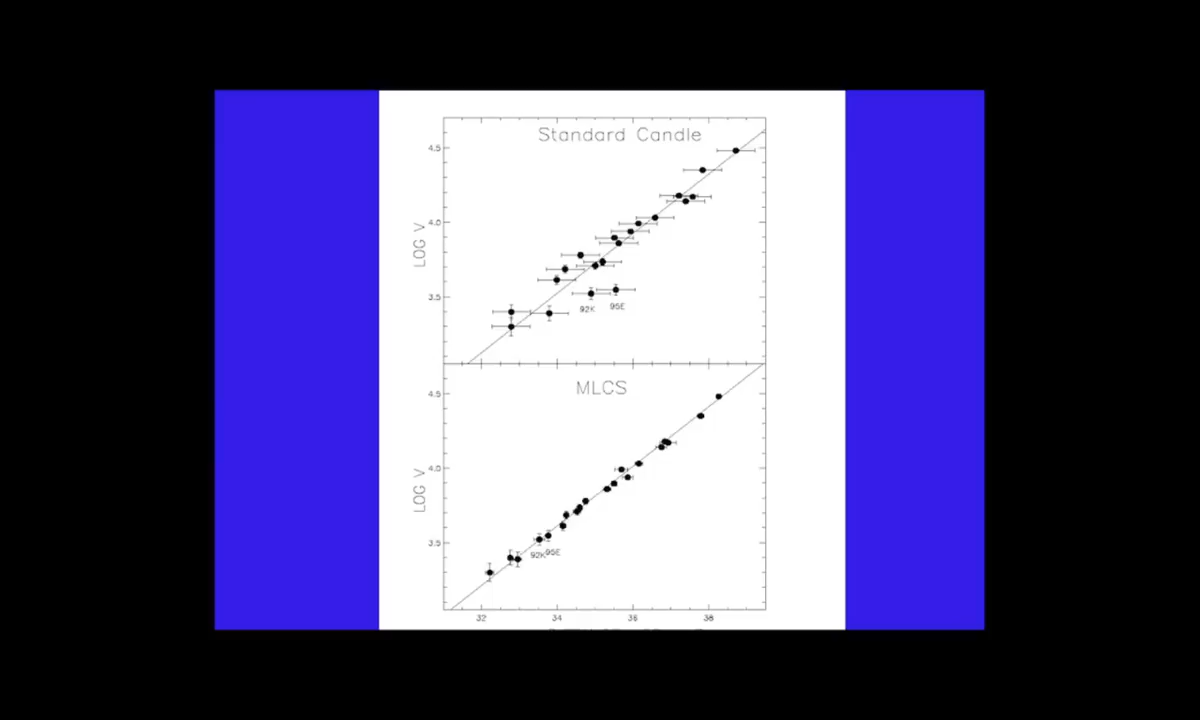 Standard Candle
4.5
4.0
LOG V
3.5
92K 95E
MLCS
4.5
4.0
LOG V
3.5
92K 95E
32 34 36 38